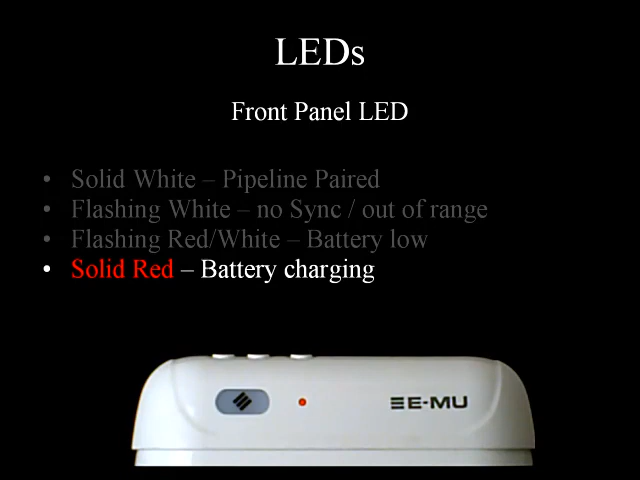 LEDs
Front Panel LED
• Solid White – Pipeline Paired
• Flashing White – no Sync / out of range
• Flashing Red/White – Battery low
• Solid Red – Battery charging
E-MU